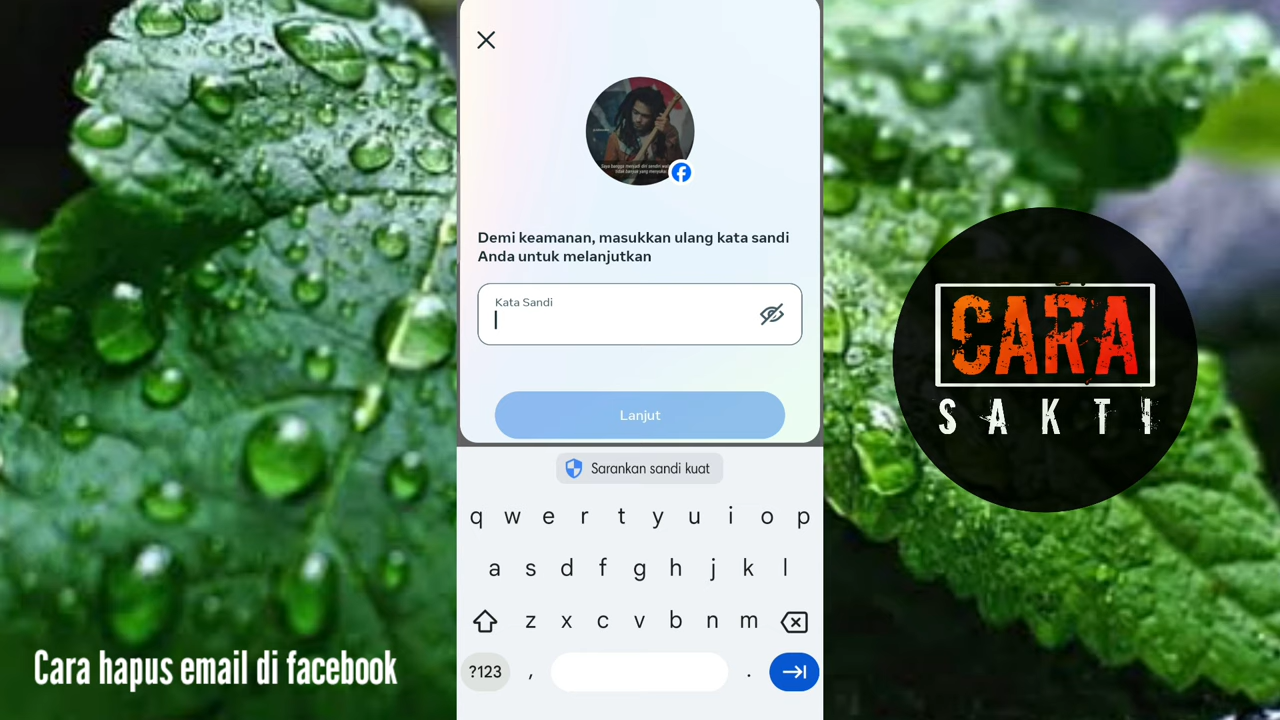 Demi keamanan, masukkan ulang kata sandi
Anda untuk melanjutkan
Kata Sandi
Lanjut
Sarankan sandi kuat
q w e r t y u i o p
a s d f g h j k l
z x c v b n m
?123 , .
CARA
SAKTI
Cara hapus email di facebook